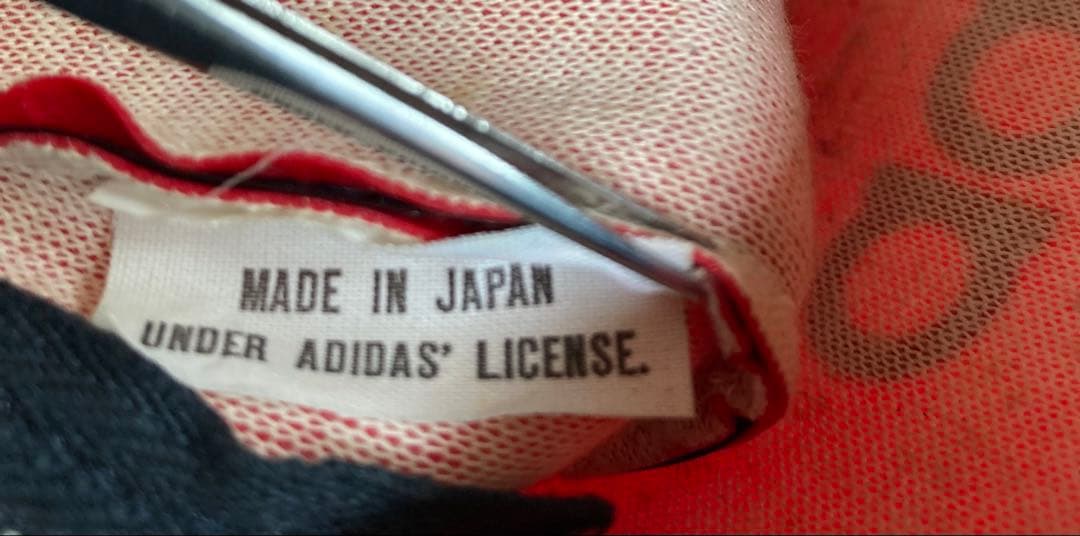 MADE IN JAPAN
UNDER ADIDAS' LICENSE.